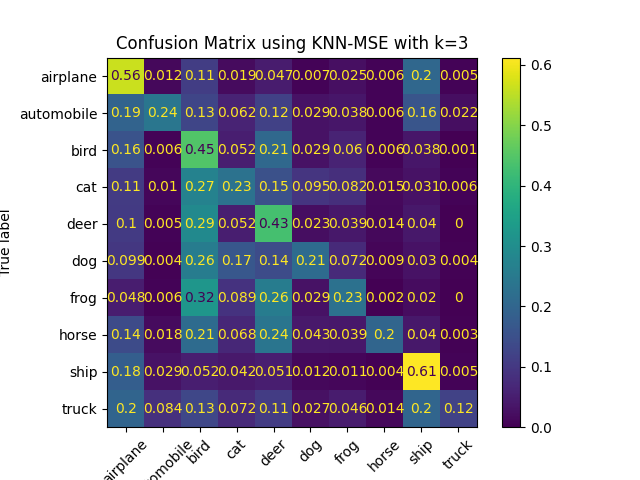 Confusion Matrix using KNN-MSE with k=3
airplane 0.56 0.012 0.11 0.019 0.047 0.007 0.025 0.006 0.2 0.005
automobile 0.19 0.24 0.13 0.062 0.12 0.029 0.038 0.006 0.16 0.022
bird 0.16 0.006 0.45 0.052 0.21 0.029 0.06 0.006 0.038 0.001
cat 0.11 0.01 0.27 0.23 0.15 0.095 0.082 0.015 0.031 0.006
deer 0.1 0.005 0.29 0.052 0.43 0.023 0.039 0.014 0.04 0
dog 0.099 0.004 0.26 0.17 0.14 0.21 0.072 0.009 0.03 0.004
frog 0.048 0.006 0.32 0.089 0.26 0.029 0.23 0.002 0.02 0
horse 0.14 0.018 0.21 0.068 0.24 0.043 0.039 0.2 0.04 0.003
ship 0.18 0.029 0.052 0.042 0.051 0.012 0.011 0.004 0.61 0.005
truck 0.2 0.084 0.13 0.072 0.11 0.027 0.046 0.014 0.2 0.12
airplane omobile bird cat deer dog frog horse ship truck
True label
0.6
0.5
0.4
0.3
0.2
0.1
0.0